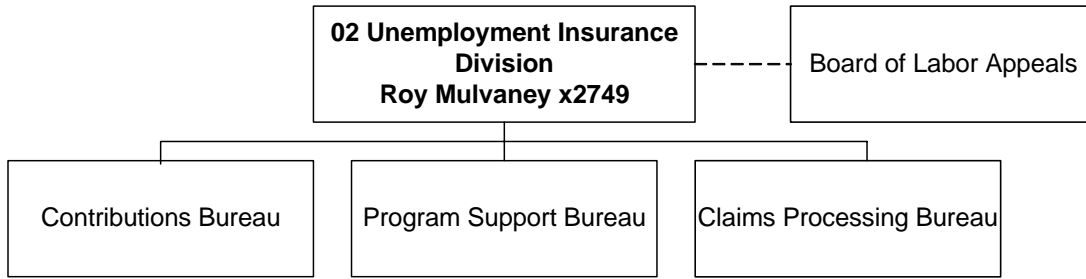 02 Unemployment Insurance
Division
Roy Mulvaney x2749
Board of Labor Appeals
Contributions Bureau
Program Support Bureau
Claims Processing Bureau